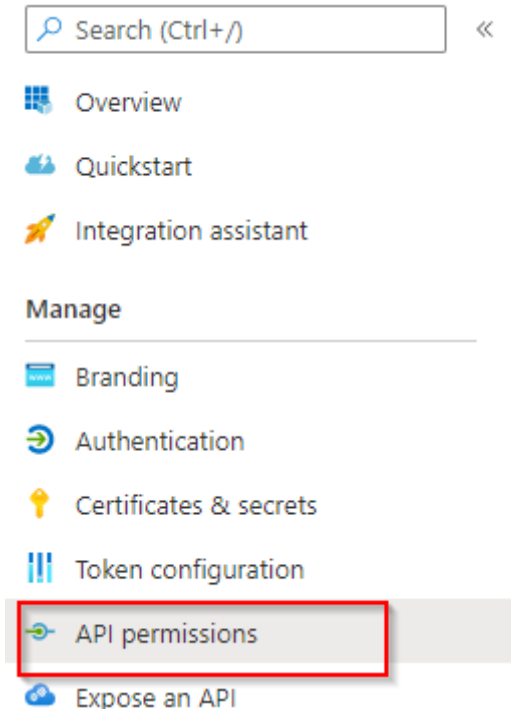 Search (Ctrl+/)
Overview
Quickstart
Integration assistant
Manage
Branding
Authentication
Certificates & secrets
Token configuration
API permissions
Expose an API